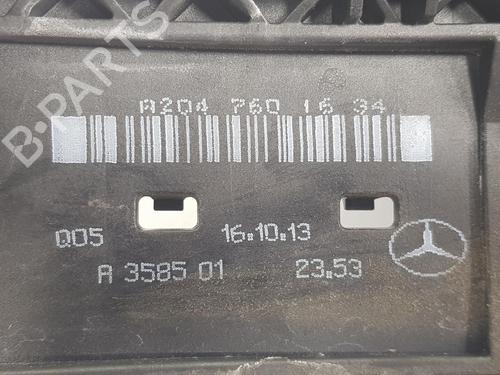 A204 760 16 34
Q05 16.10.13
A 3585 01 23.53
B-PARTS